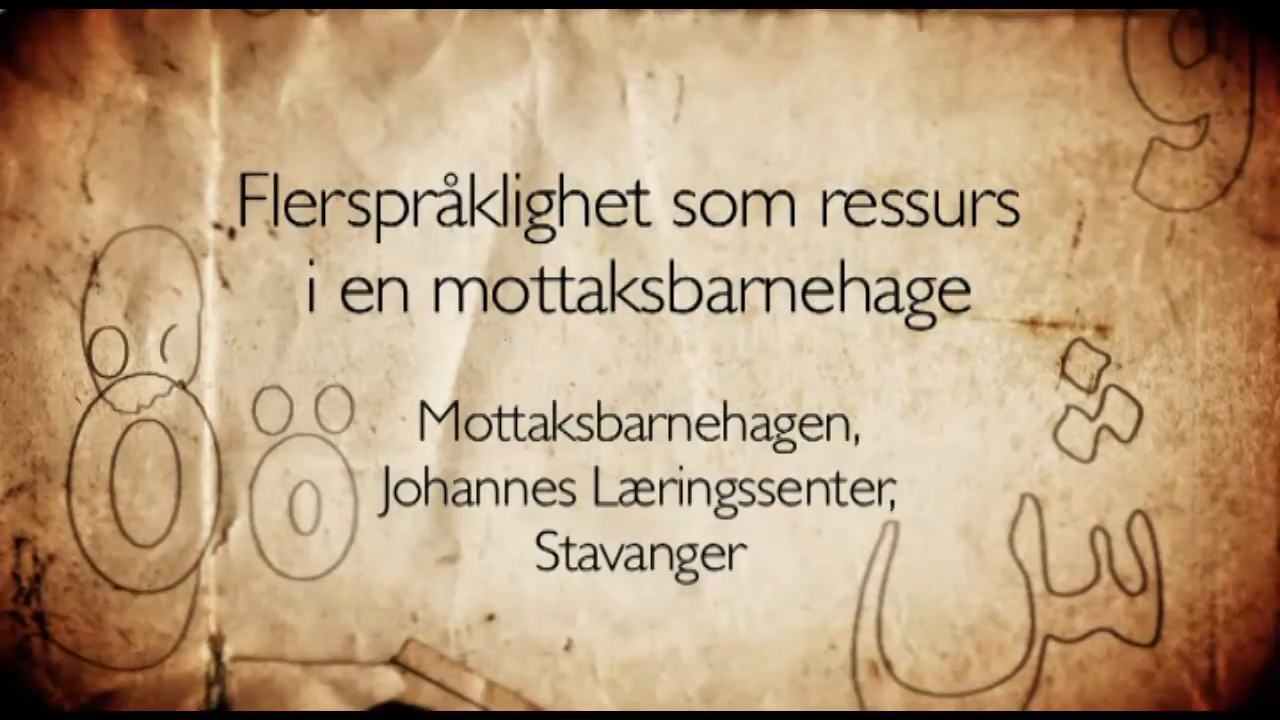 Flerspråklighet som ressurs
i en mottaksbarnehage
Mottaksbarnehagen,
Johannes Læringssenter,
Stavanger
و
ö
ش